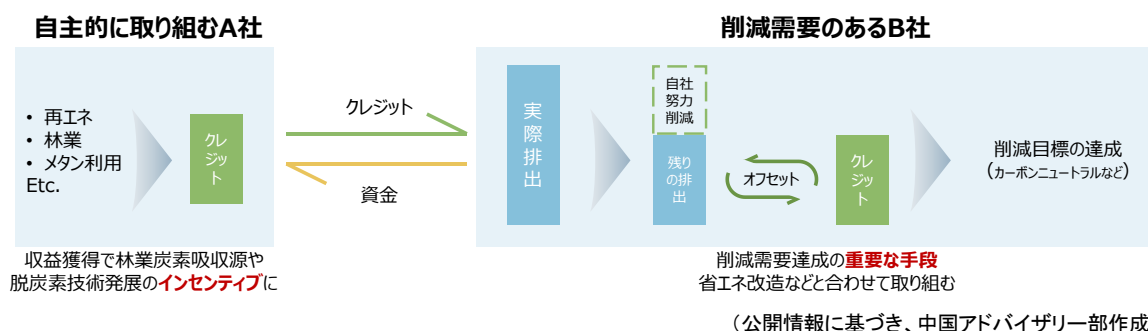 自主的に取り組むA社
削減需要のあるB社
• 再エネ
• 林業
• メタン利用
Etc.
クレ
ジッ
ト
クレジット
資金
実
際
排
出
自社
努力
削減
残り
の排
出
オフセット
クレ
ジッ
ト
削減目標の達成
(カーボンニュートラルなど)
収益獲得で林業炭素吸収源や
脱炭素技術発展のインセンティブに
削減需要達成の重要な手段
省エネ改造などと合わせて取り組む
(公開情報に基づき、中国アドバイザリー部作成